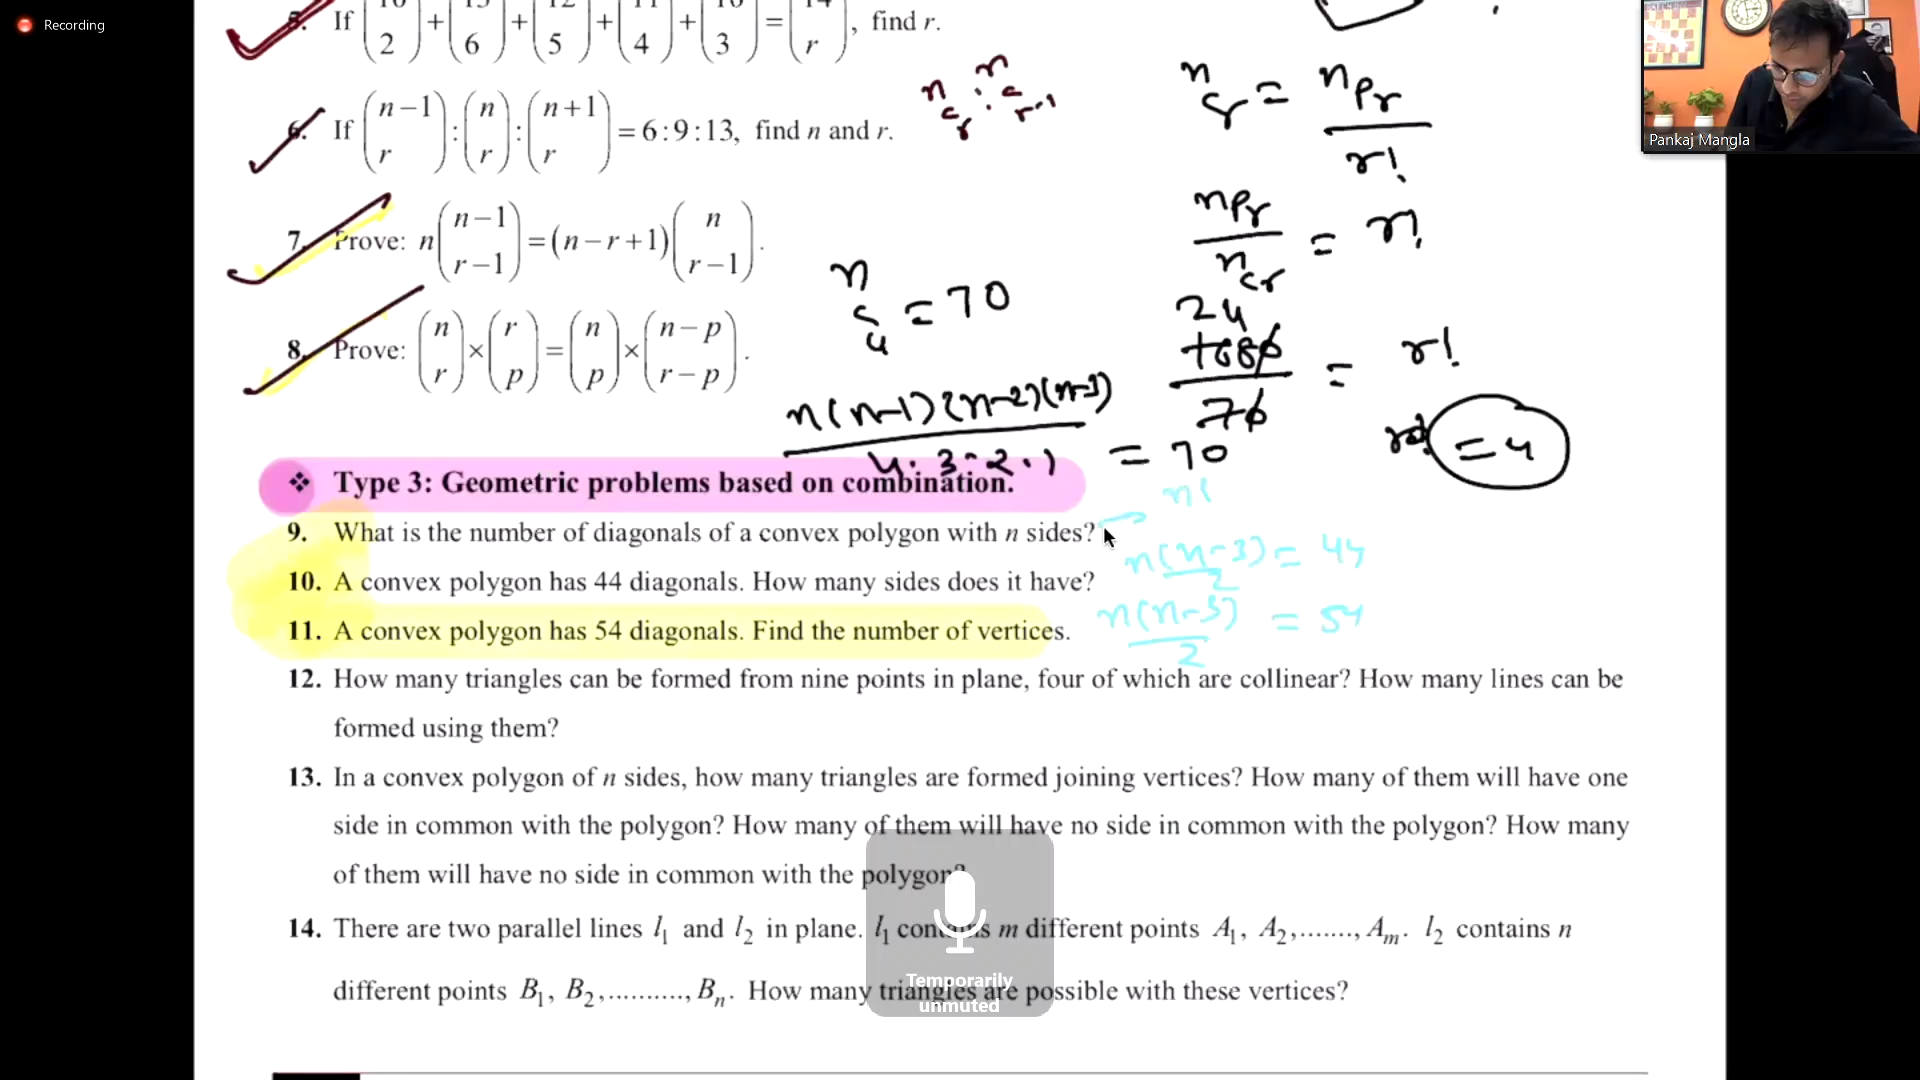 Recording
5. If (10 2) + (13 6) + (12 5) + (11 4) + (10 3) = (14 r), find r.
6. If (n−1 r) : (n r) : (n+1 r) = 6:9:13, find n and r.
7. Prove: n(n−1 r−1) = (n−r+1)(n r−1).
8. Prove: (n r) × (r p) = (n p) × (n−p r−p).
n c r : n c r-1
n c r = n P r / r!
n P r / n c r = r!
n c 4 = 70
24
1680 / 70 = r!
r = 4
n(n-1)(n-2)(n-3) / 4·3·2·1 = 70
Pankaj Mangla
❖ Type 3: Geometric problems based on combination.
n(
9. What is the number of diagonals of a convex polygon with n sides?
n(n-3) / 2 = 44
10. A convex polygon has 44 diagonals. How many sides does it have?
n(n-3) / 2 = 54
11. A convex polygon has 54 diagonals. Find the number of vertices.
12. How many triangles can be formed from nine points in plane, four of which are collinear? How many lines can be
formed using them?
13. In a convex polygon of n sides, how many triangles are formed joining vertices? How many of them will have one
side in common with the polygon? How many of them will have no side in common with the polygon? How many
of them will have no side in common with the polygon?
14. There are two parallel lines l₁ and l₂ in plane. l₁ contains m different points A₁, A₂,......., Aₘ. l₂ contains n
different points B₁, B₂,.........., Bₙ. How many triangles are possible with these vertices?
Temporarily
unmuted